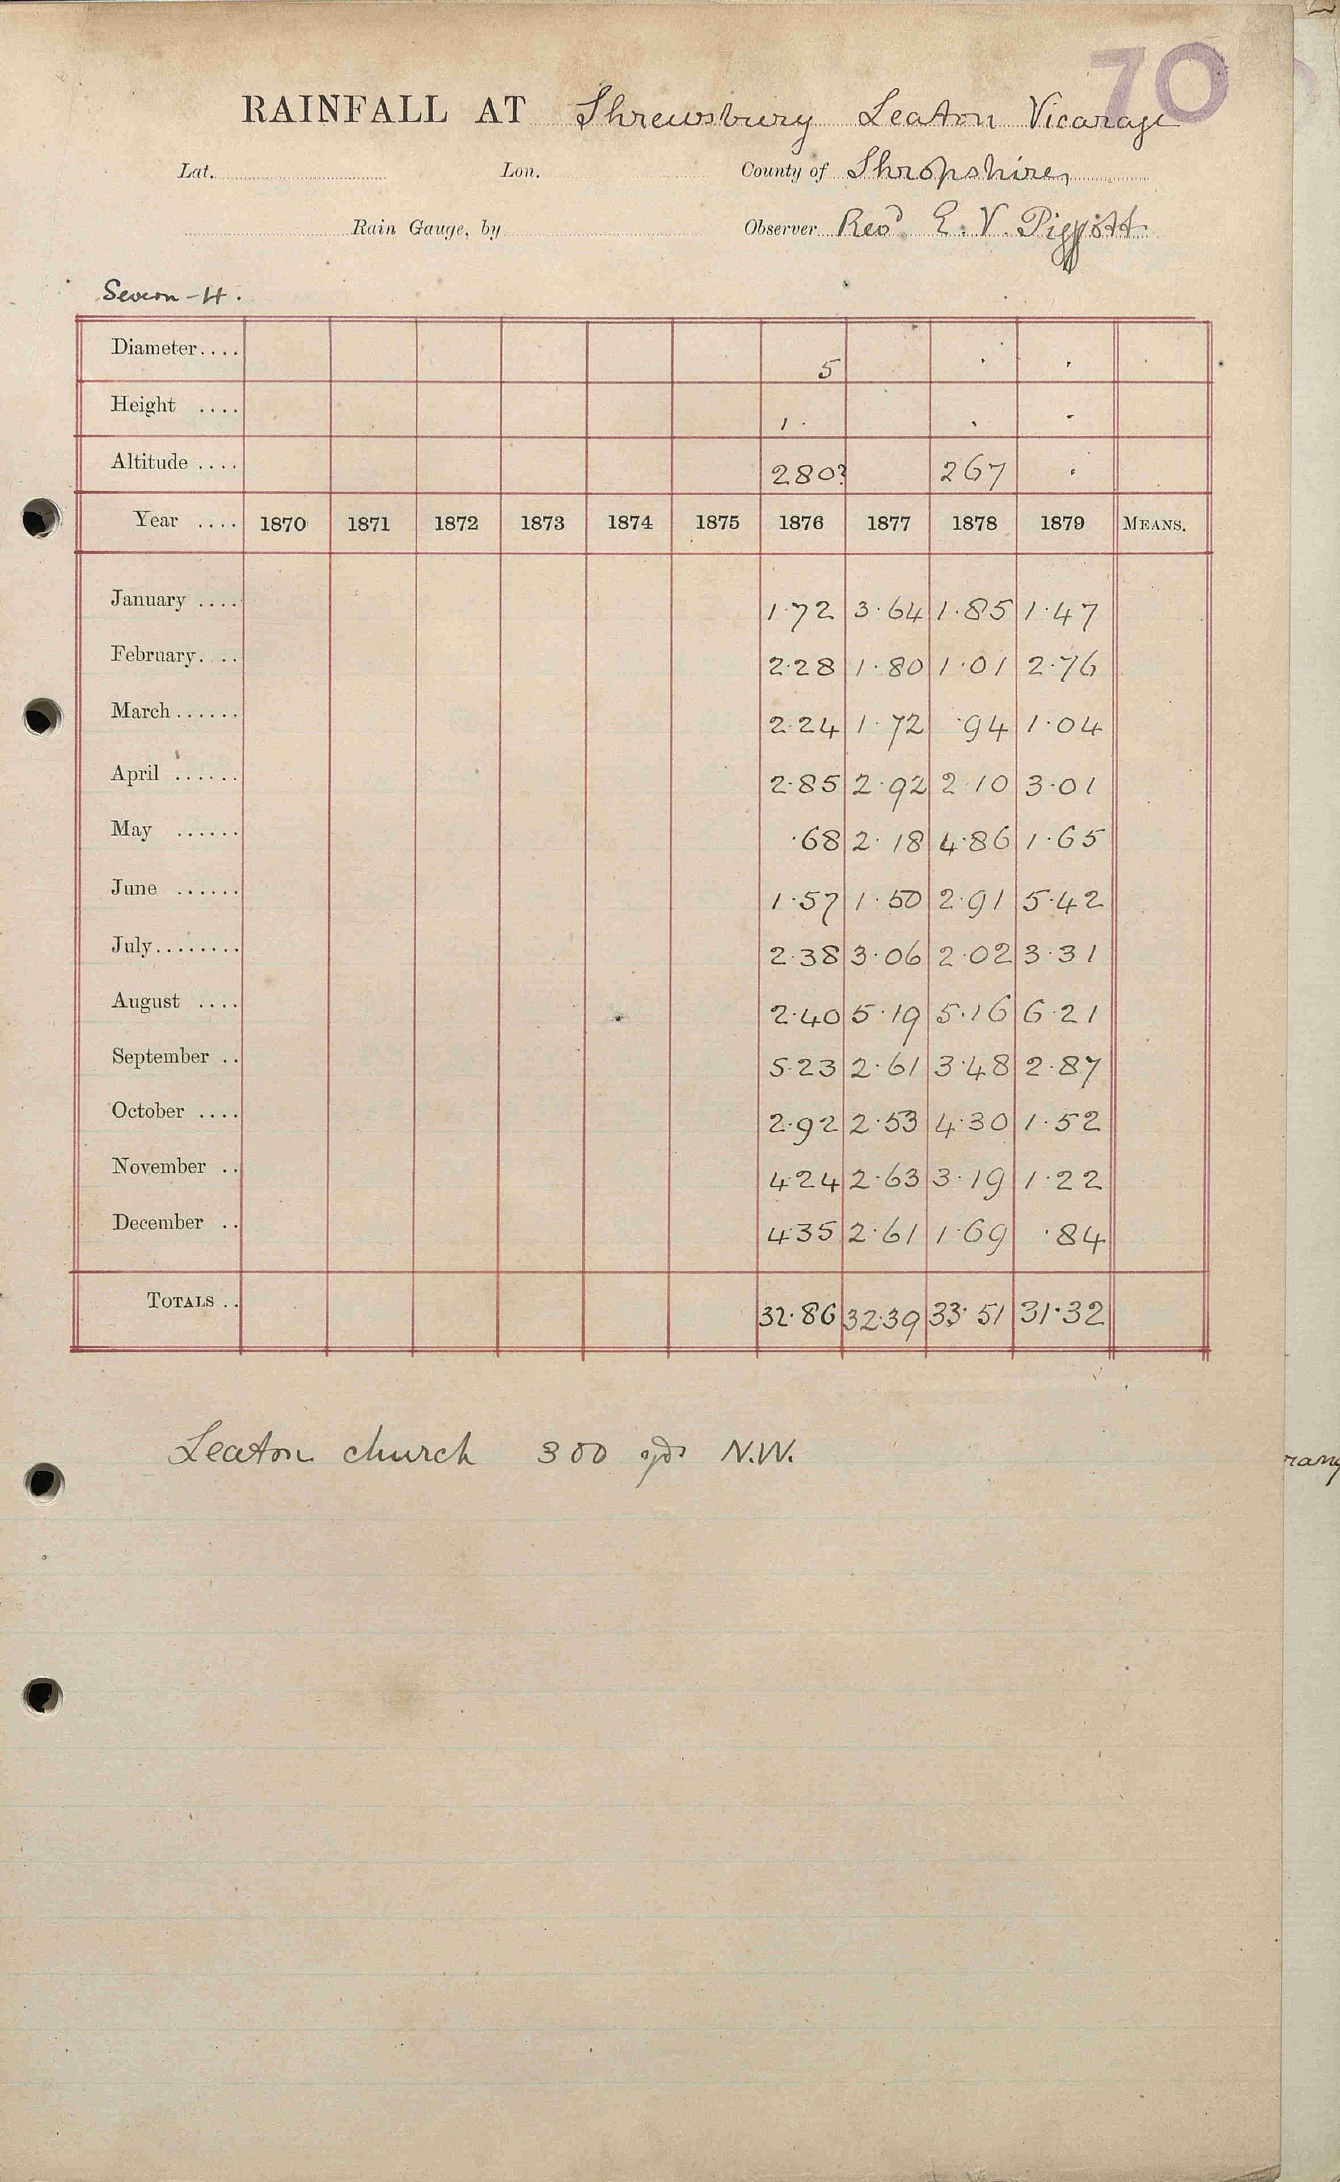 70
RAINFALL AT Shrewsbury Leaton Vicarage
Lat. Lon. County of Shropshire,
Rain Gauge, by Observer Revd. E. V. Piggott
Severn - H.
Diameter.... 5
Height .... 1.
Altitude .... 280? 267
Year .... 1870 1871 1872 1873 1874 1875 1876 1877 1878 1879 MEANS.
January .... 1.72 3.64 1.85 1.47
February.... 2.28 1.80 1.01 2.76
March...... 2.24 1.72 .94 1.04
April ...... 2.85 2.92 2.10 3.01
May ...... .68 2.18 4.86 1.65
June ...... 1.57 1.50 2.91 5.42
July........ 2.38 3.06 2.02 3.31
August .... 2.40 5.19 5.16 6.21
September .. 5.23 2.61 3.48 2.87
October .... 2.92 2.53 4.30 1.52
November .. 4.24 2.63 3.19 1.22
December .. 4.35 2.61 1.69 .84
TOTALS .. 32.86 32.39 33.51 31.32
Leaton church 300 yds N.W.